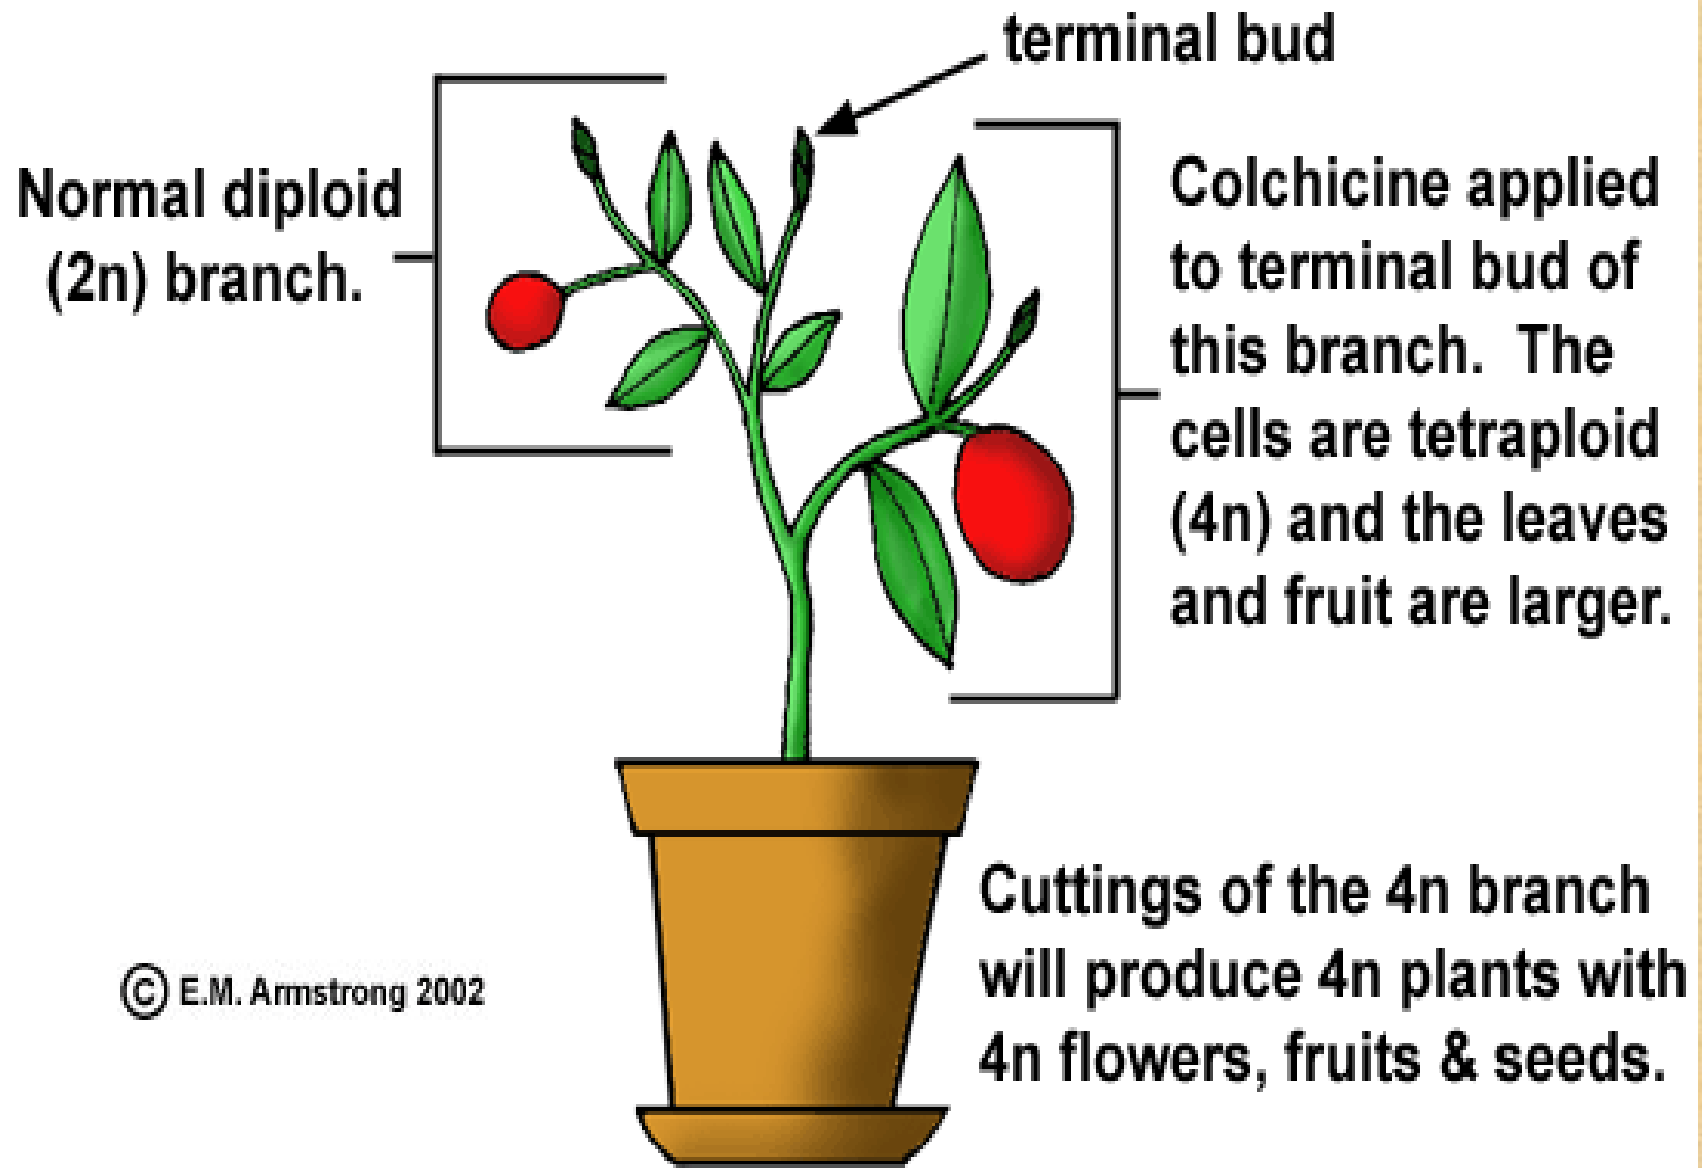 terminal bud
Normal diploid
(2n) branch.
Colchicine applied
to terminal bud of
this branch.  The
cells are tetraploid
(4n) and the leaves
and fruit are larger.
Cuttings of the 4n branch
will produce 4n plants with
4n flowers, fruits & seeds.
© E.M. Armstrong 2002